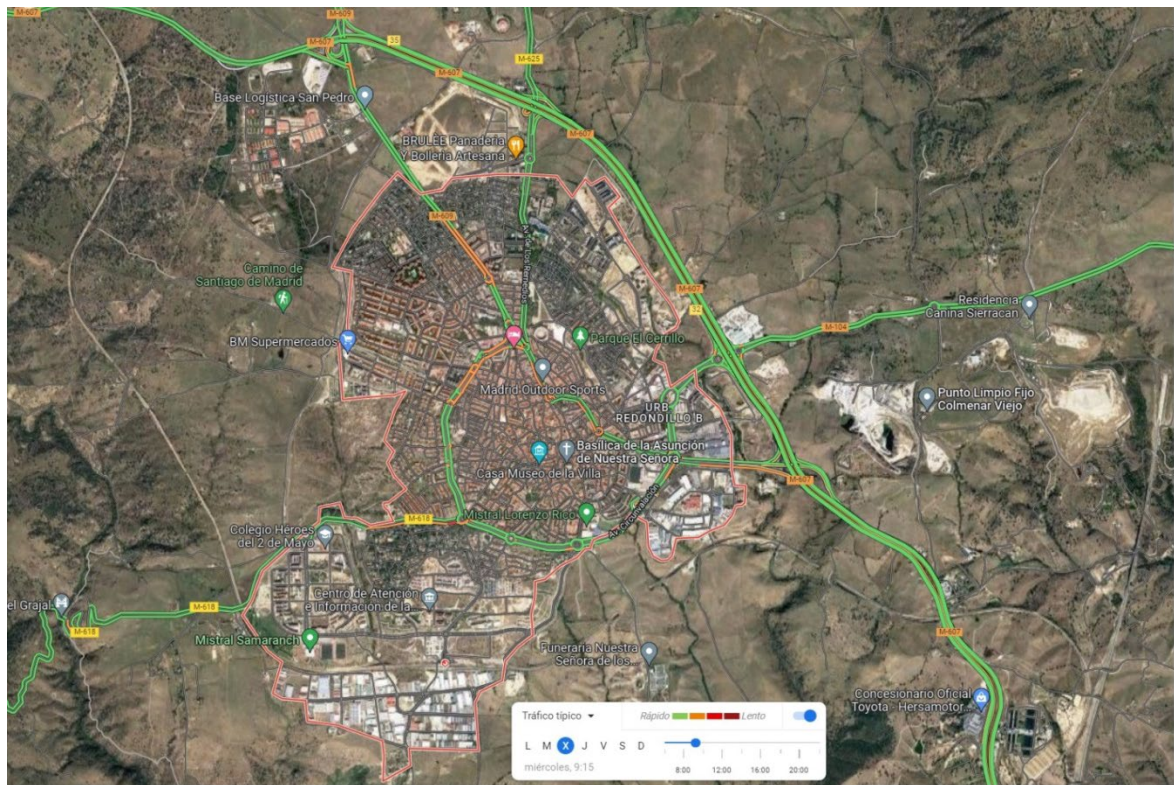 M-607
M-609
35
M-607
M-607
M-607
M-625
Base Logística San Pedro
BRULÉE Panadería
Y Bollería Artesana
M-607
M-609
Av. de los Remedios
Camino de
Santiago de Madrid
M-607
32
Residencia
Canina Sierracan
M-104
BM Supermercados
Parque El Cerrillo
Madrid Outdoor Sports
Punto Limpio Fijo
Colmenar Viejo
URB.
REDONDILLO B
Basílica de la Asunción
de Nuestra Señora
Casa Museo de la Villa
M-607
Mistral Lorenzo Rico
M-618
Colegio Héroes
del 2 de Mayo
Centro de Atención
e Información de la...
el Grajal
M-618
M-618
M-607
Mistral Samaranch
Funeraria Nuestra
Señora de los...
Concesionario Oficial
Toyota - Hersamotor...
Tráfico típico
Rápido
Lento
L M X J V S D
miércoles, 9:15
8:00 12:00 16:00 20:00